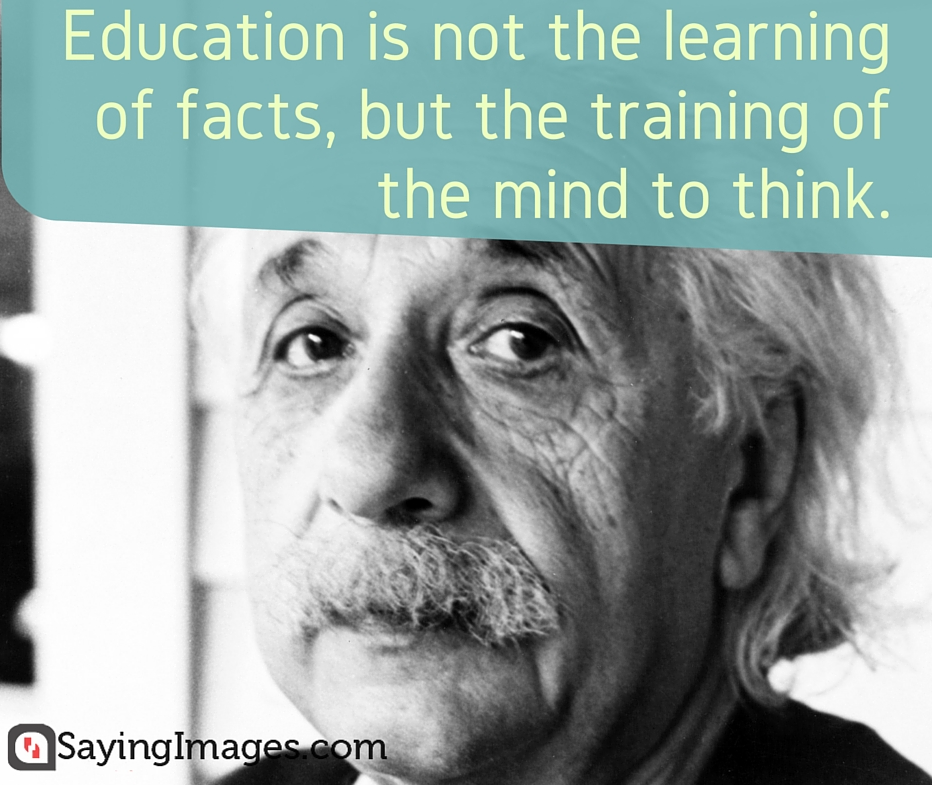 Education is not the learning
of facts, but the training of
the mind to think.
SayingImages.com